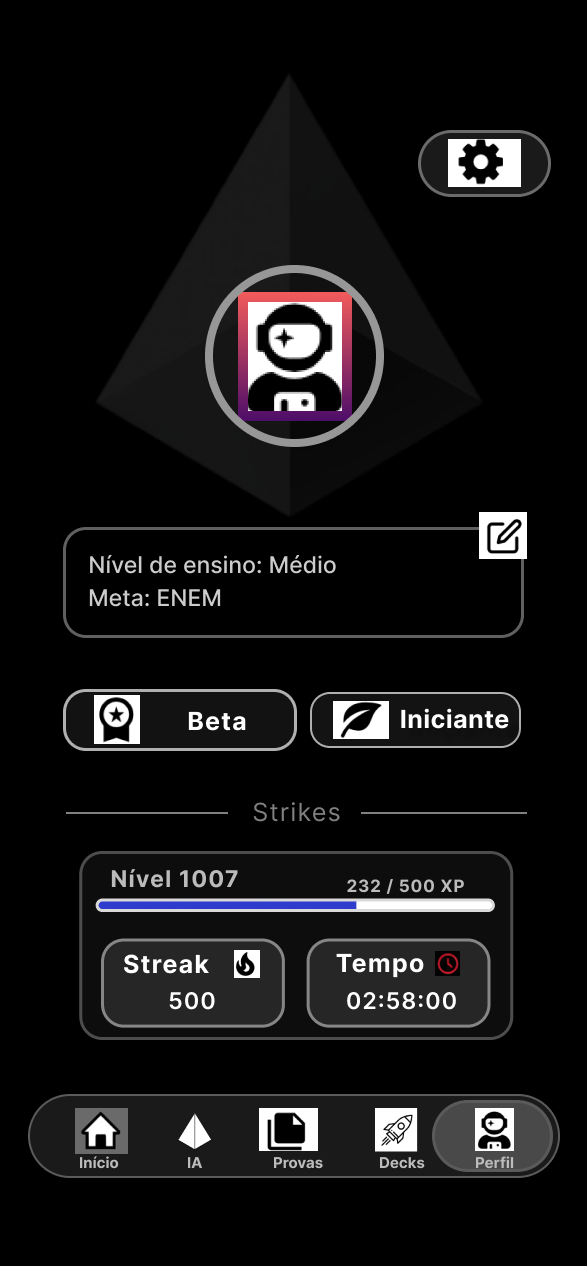 Nível de ensino: Médio
Meta: ENEM
Beta
Iniciante
Strikes
Nível 1007
232 / 500 XP
Streak
500
Tempo
02:58:00
Início
IA
Provas
Decks
Perfil